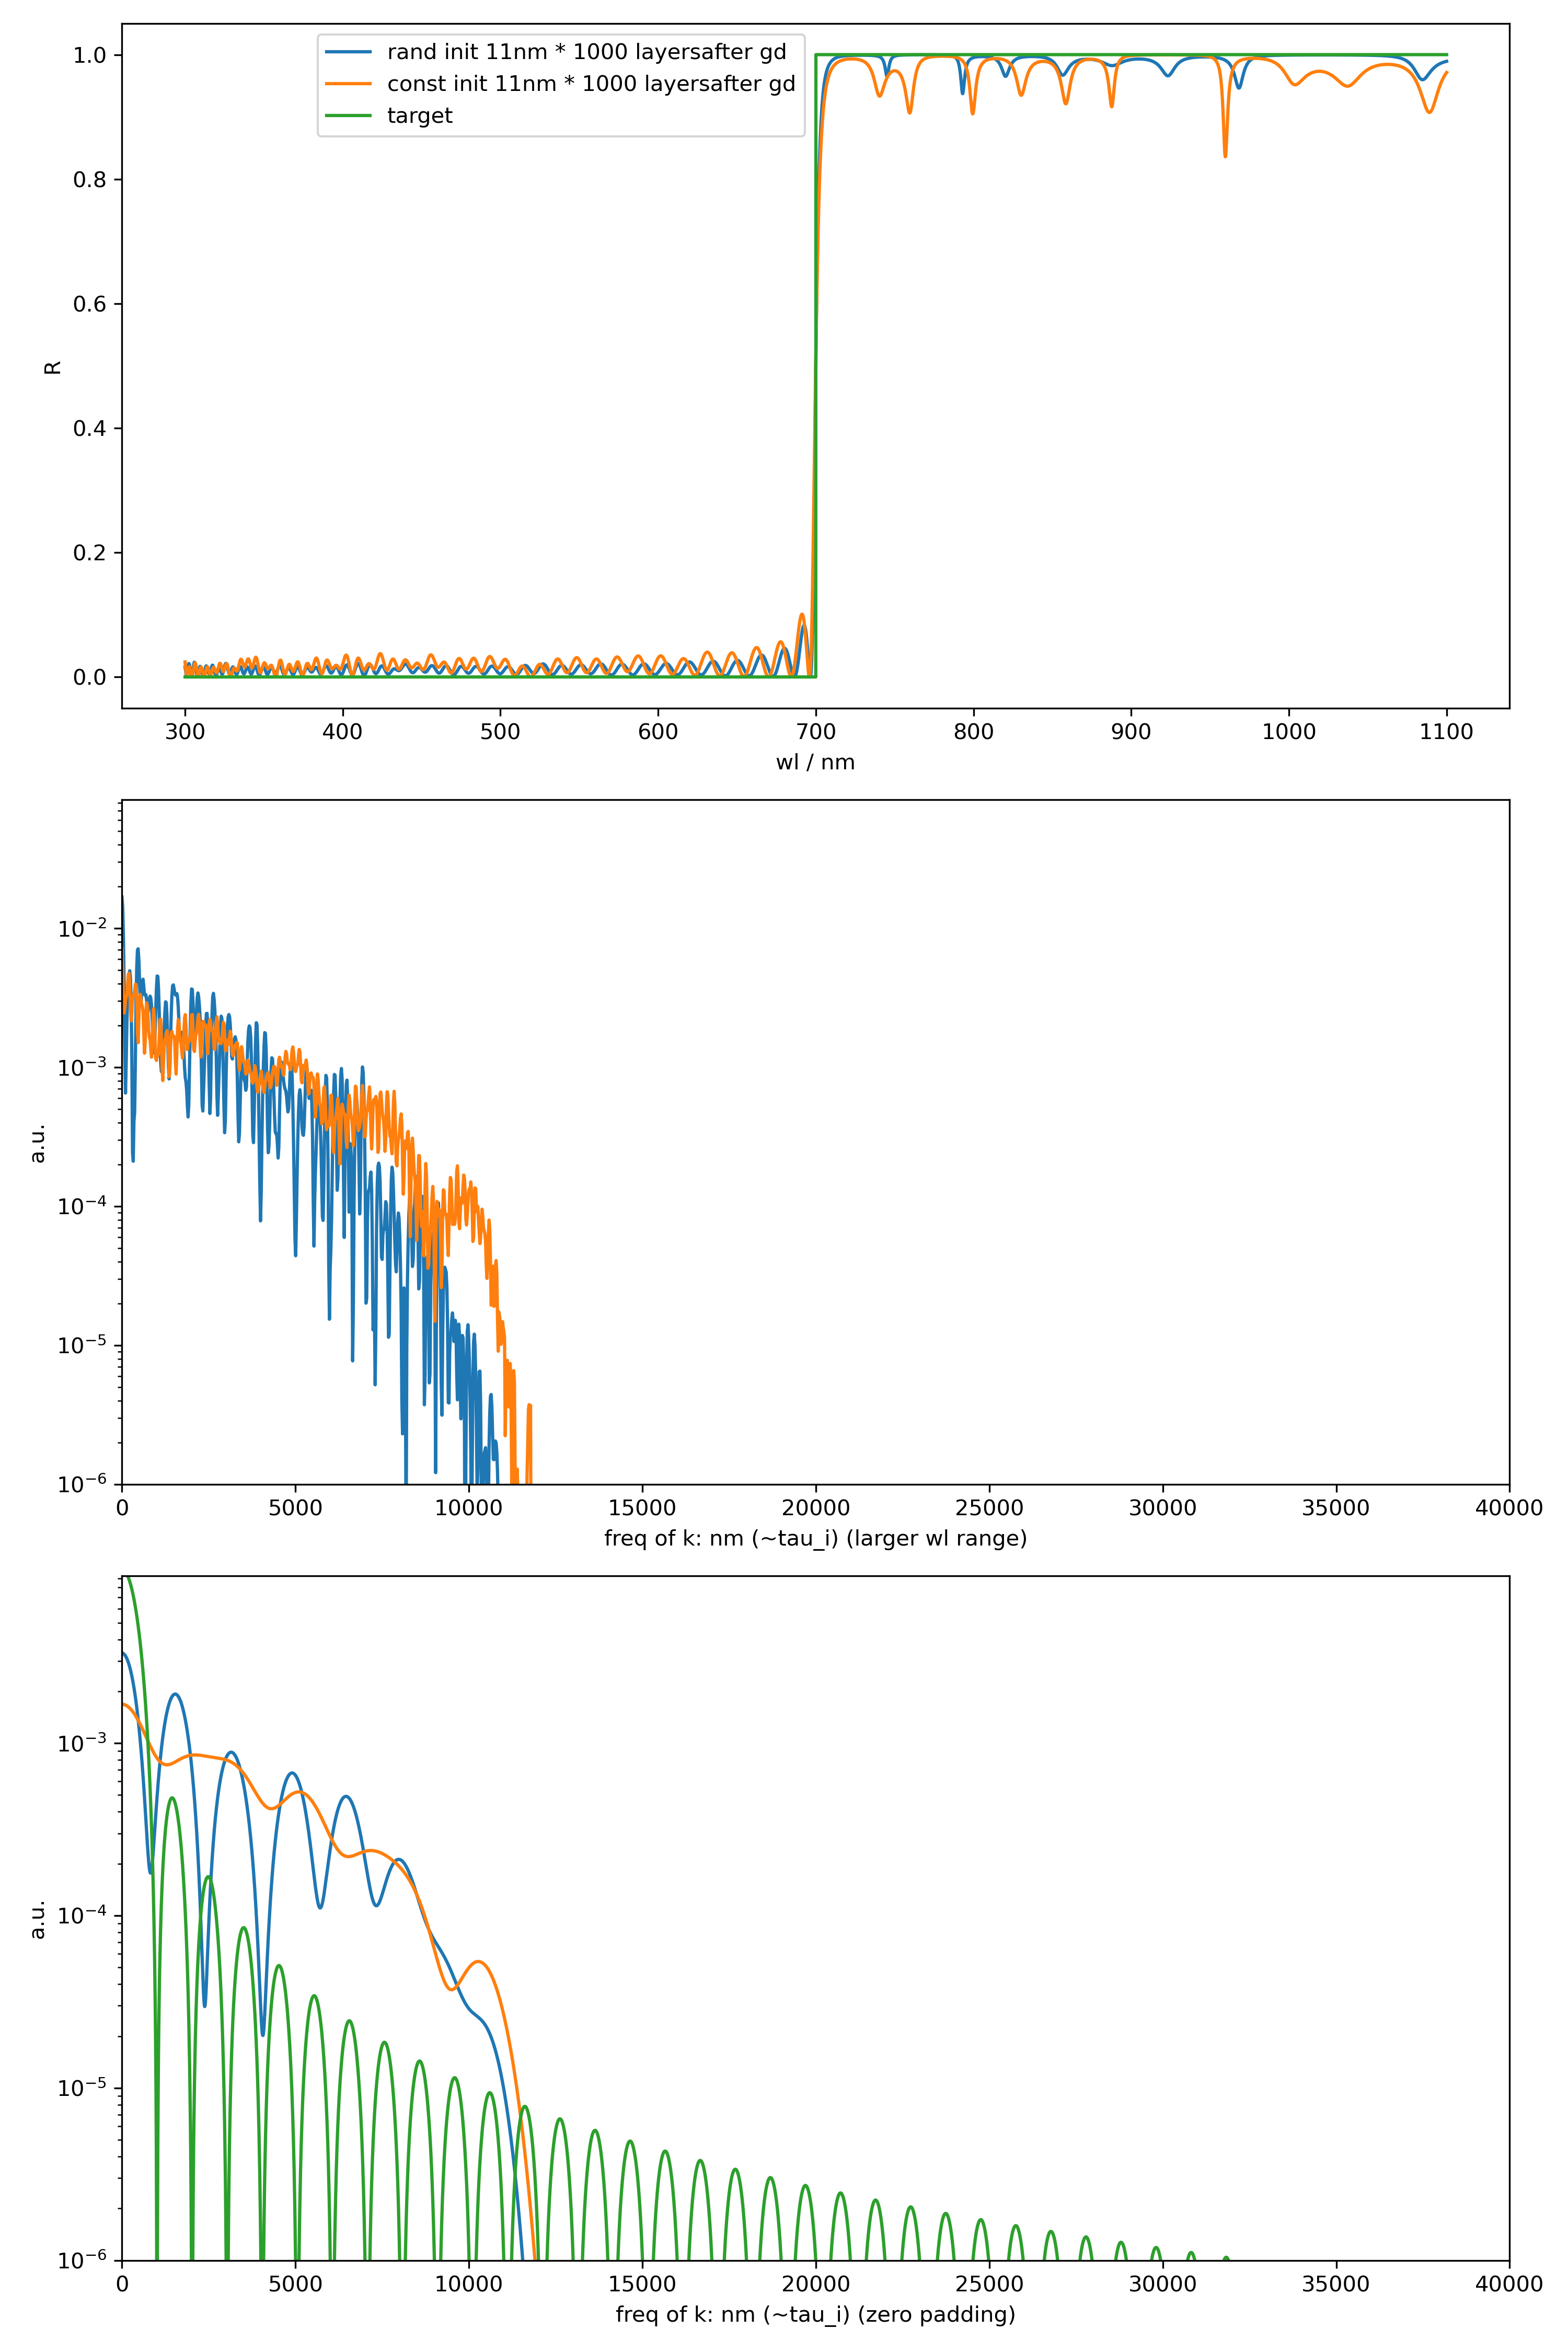 rand init 11nm * 1000 layersafter gd
const init 11nm * 1000 layersafter gd
target
1.0
0.8
0.6
0.4
0.2
0.0
R
300 400 500 600 700 800 900 1000 1100
wl / nm
10⁻²
10⁻³
10⁻⁴
10⁻⁵
10⁻⁶
a.u.
0 5000 10000 15000 20000 25000 30000 35000 40000
freq of k: nm (~tau_i) (larger wl range)
10⁻³
10⁻⁴
10⁻⁵
10⁻⁶
a.u.
0 5000 10000 15000 20000 25000 30000 35000 40000
freq of k: nm (~tau_i) (zero padding)